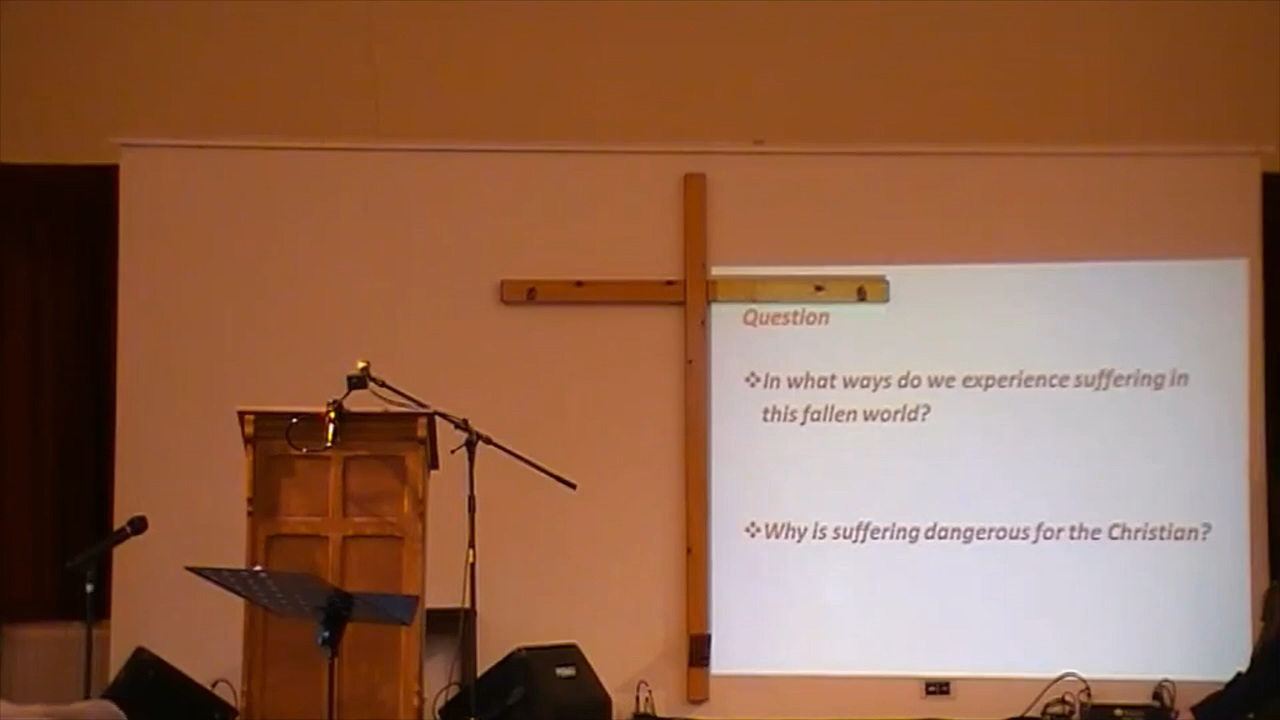 Question
❖In what ways do we experience suffering in
this fallen world?
❖Why is suffering dangerous for the Christian?